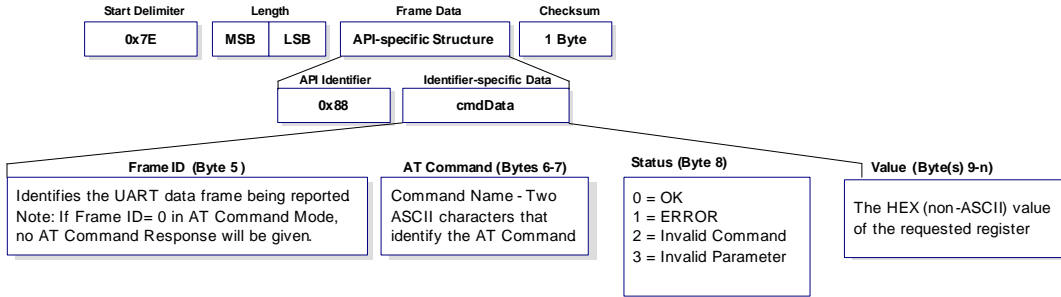 Start Delimiter
Length
Frame Data
Checksum
0x7E
MSB
LSB
API-specific Structure
1 Byte
API Identifier
Identifier-specific Data
0x88
cmdData
Frame ID (Byte 5 )
Identifies the UART data frame being reported.
Note: If Frame ID= 0 in AT Command Mode,
no AT Command Response will be given.
AT Command (Bytes 6-7)
Command Name - Two
ASCII characters that
identify the AT Command
Status (Byte 8)
0 = OK
1 = ERROR
2 = Invalid Command
3 = Invalid Parameter
Value (Byte(s) 9-n)
The HEX (non-ASCII) value
of the requested register